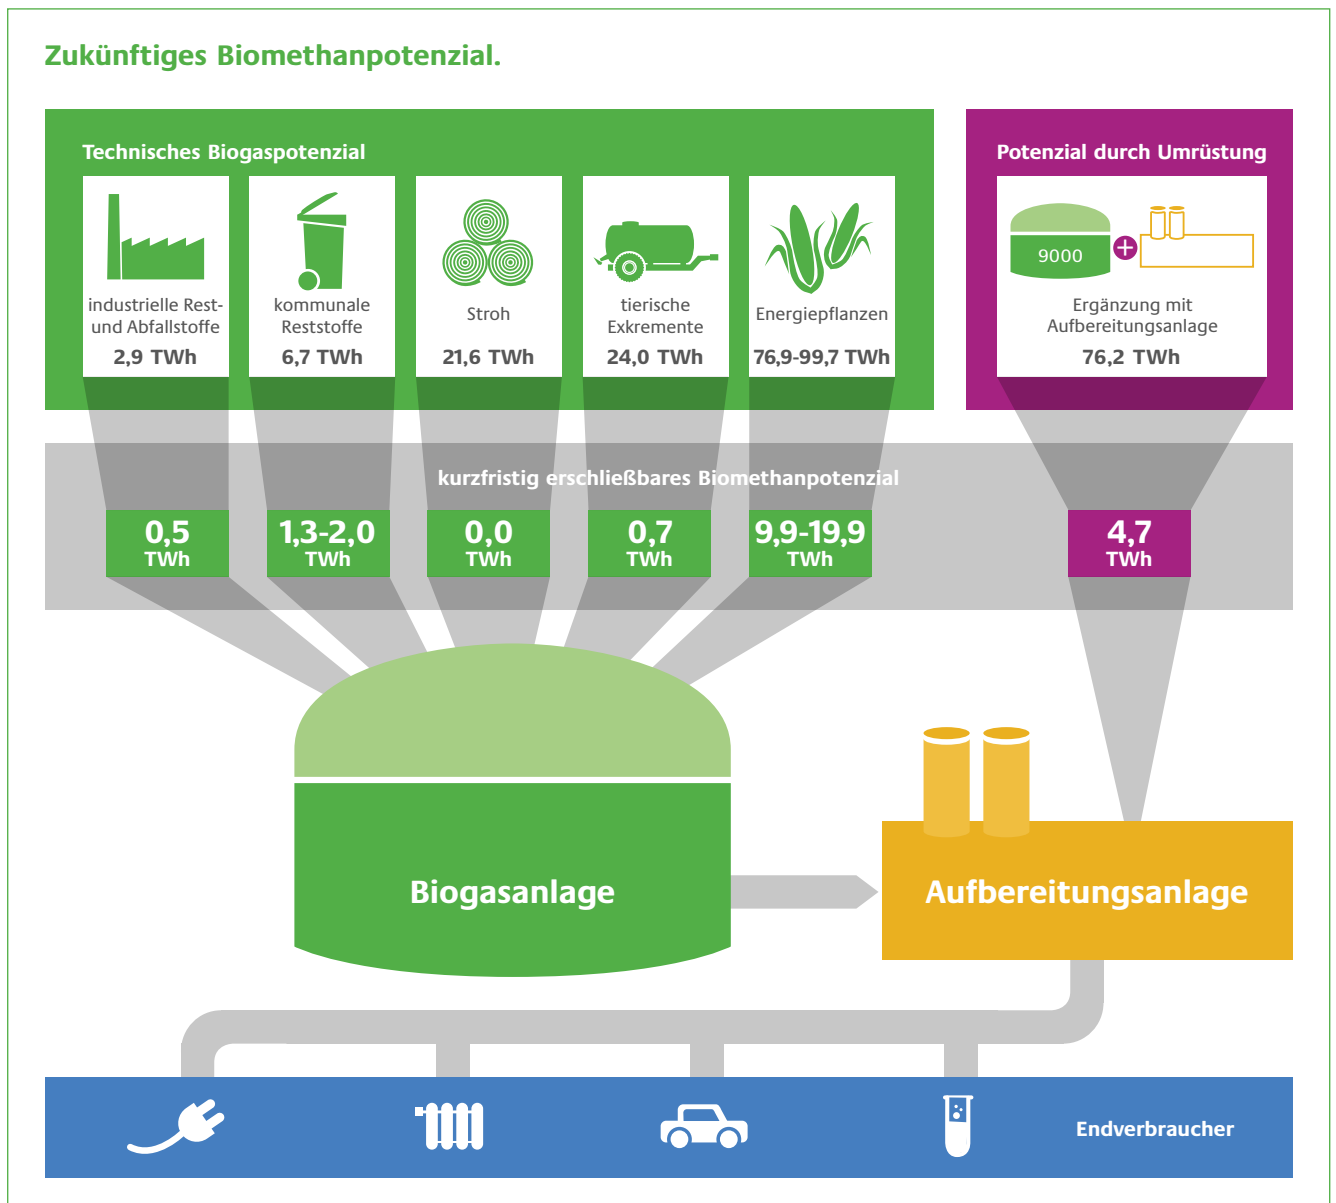 Zukünftiges Biomethanpotenzial.
Technisches Biogaspotenzial
industrielle Rest-
und Abfallstoffe
2,9 TWh
kommunale
Reststoffe
6,7 TWh
Stroh
21,6 TWh
tierische
Exkremente
24,0 TWh
Energiepflanzen
76,9-99,7 TWh
Potenzial durch Umrüstung
9000
Ergänzung mit
Aufbereitungsanlage
76,2 TWh
kurzfristig erschließbares Biomethanpotenzial
0,5
TWh
1,3-2,0
TWh
0,0
TWh
0,7
TWh
9,9-19,9
TWh
4,7
TWh
Biogasanlage
Aufbereitungsanlage
Endverbraucher